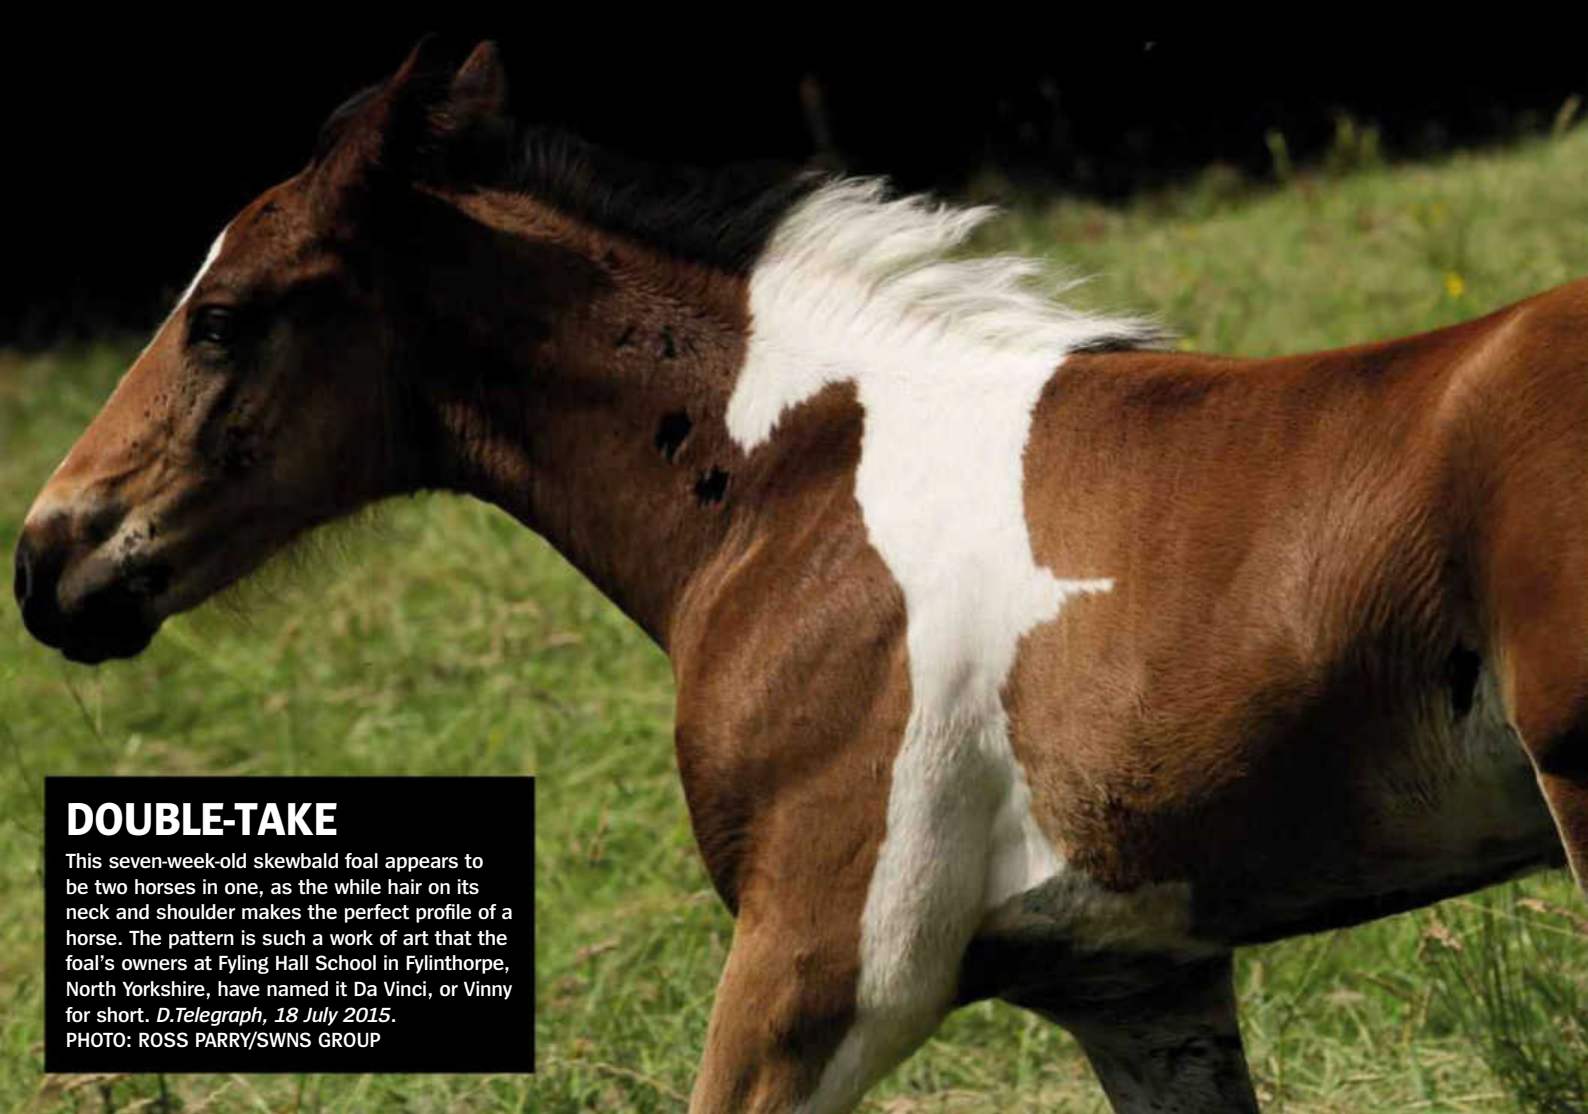 DOUBLE-TAKE
This seven-week-old skewbald foal appears to
be two horses in one, as the while hair on its
neck and shoulder makes the perfect profile of a
horse. The pattern is such a work of art that the
foal's owners at Fyling Hall School in Fylinthorpe,
North Yorkshire, have named it Da Vinci, or Vinny
for short. D.Telegraph, 18 July 2015.
PHOTO: ROSS PARRY/SWNS GROUP